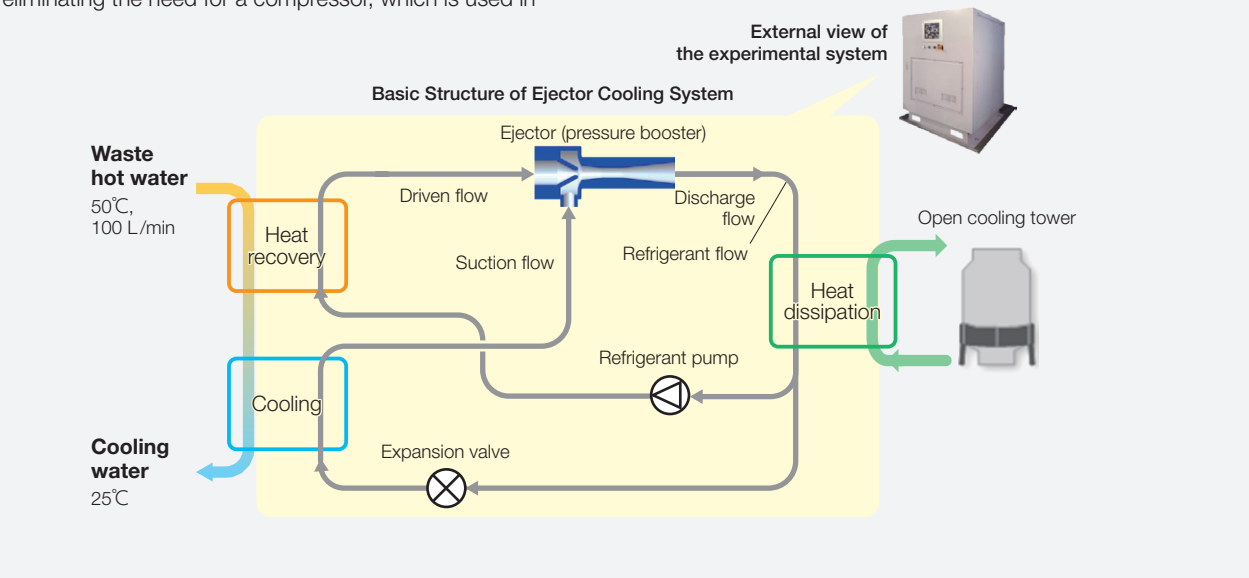 eliminating the need for a compressor, which is used in
External view of
the experimental system
Basic Structure of Ejector Cooling System
Ejector (pressure booster)
Waste
hot water
50℃,
100 L/min
Driven flow
Discharge
flow
Refrigerant flow
Suction flow
Heat
recovery
Open cooling tower
Heat
dissipation
Refrigerant pump
Cooling
Expansion valve
Cooling
water
25℃